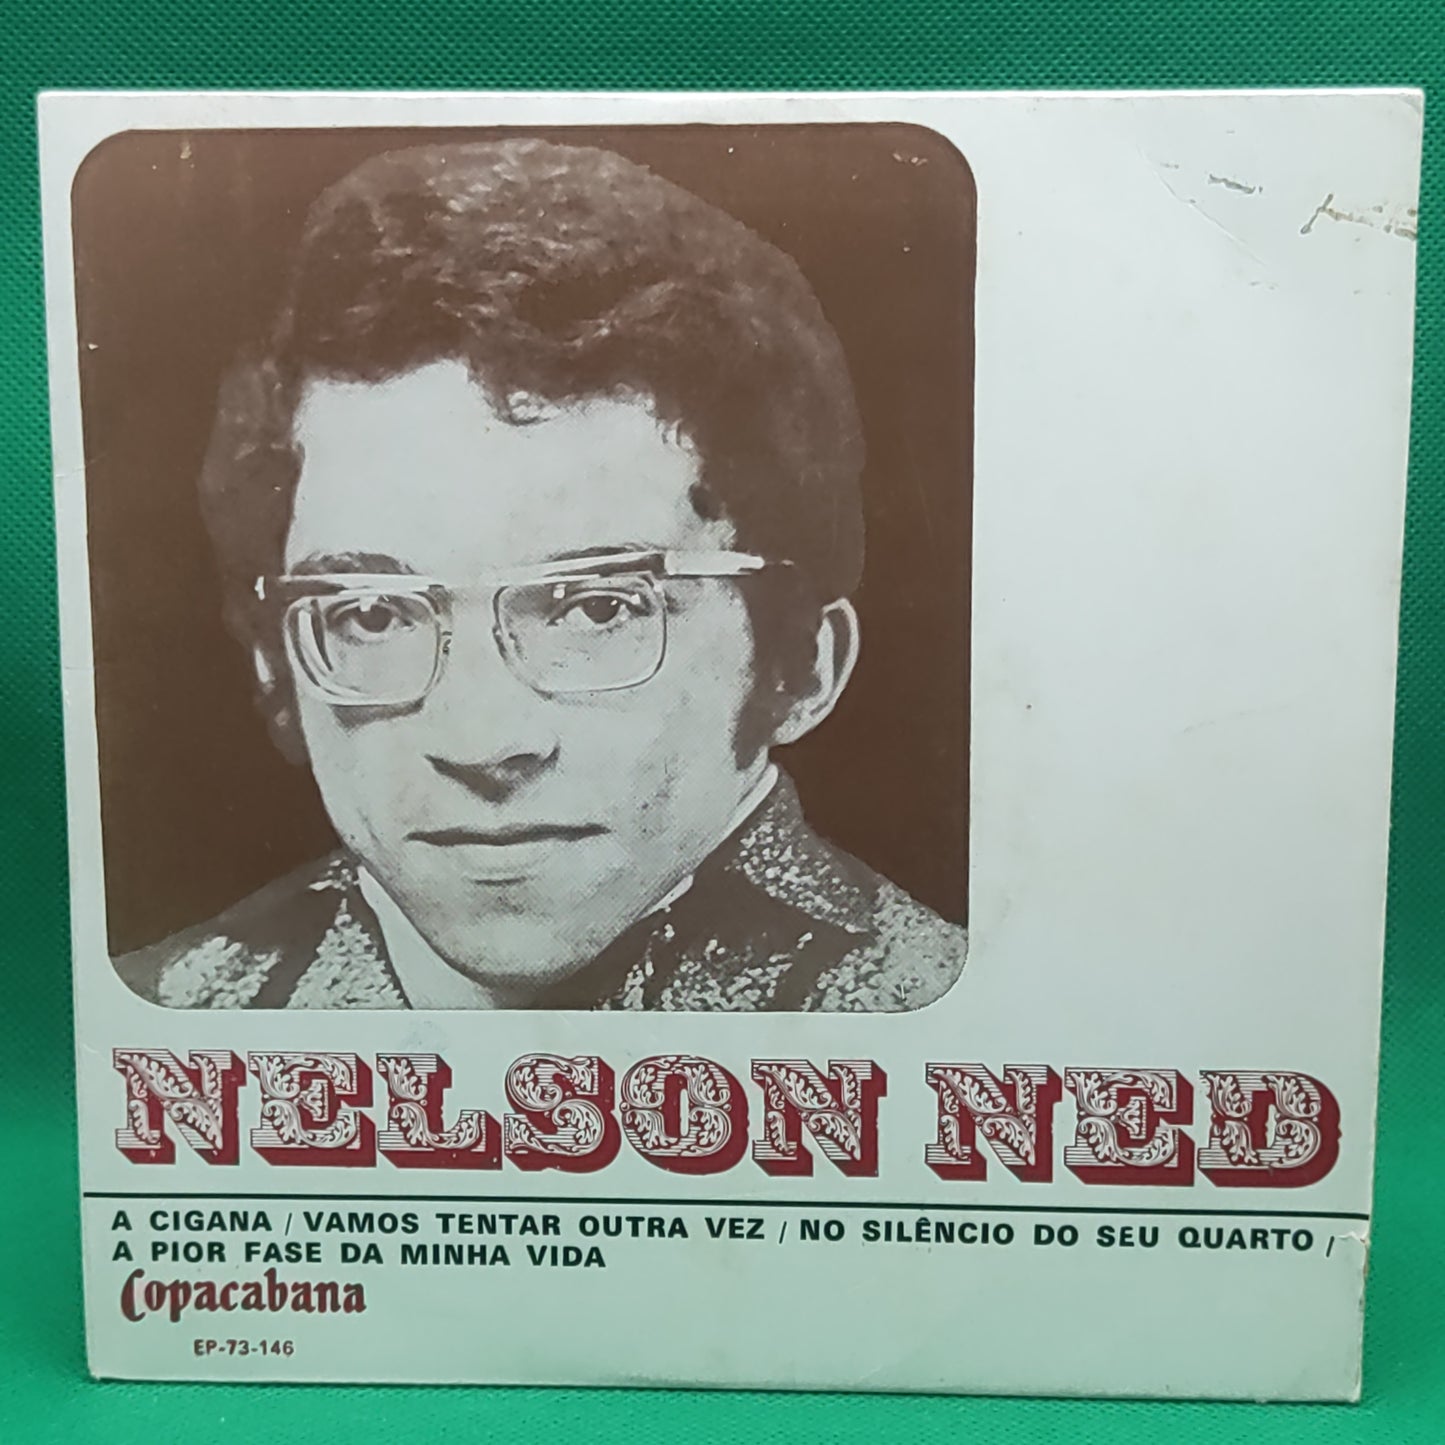 NELSON NED
A CIGANA / VAMOS TENTAR OUTRA VEZ / NO SILÊNCIO DO SEU QUARTO /
A PIOR FASE DA MINHA VIDA
Copacabana
EP-73-146